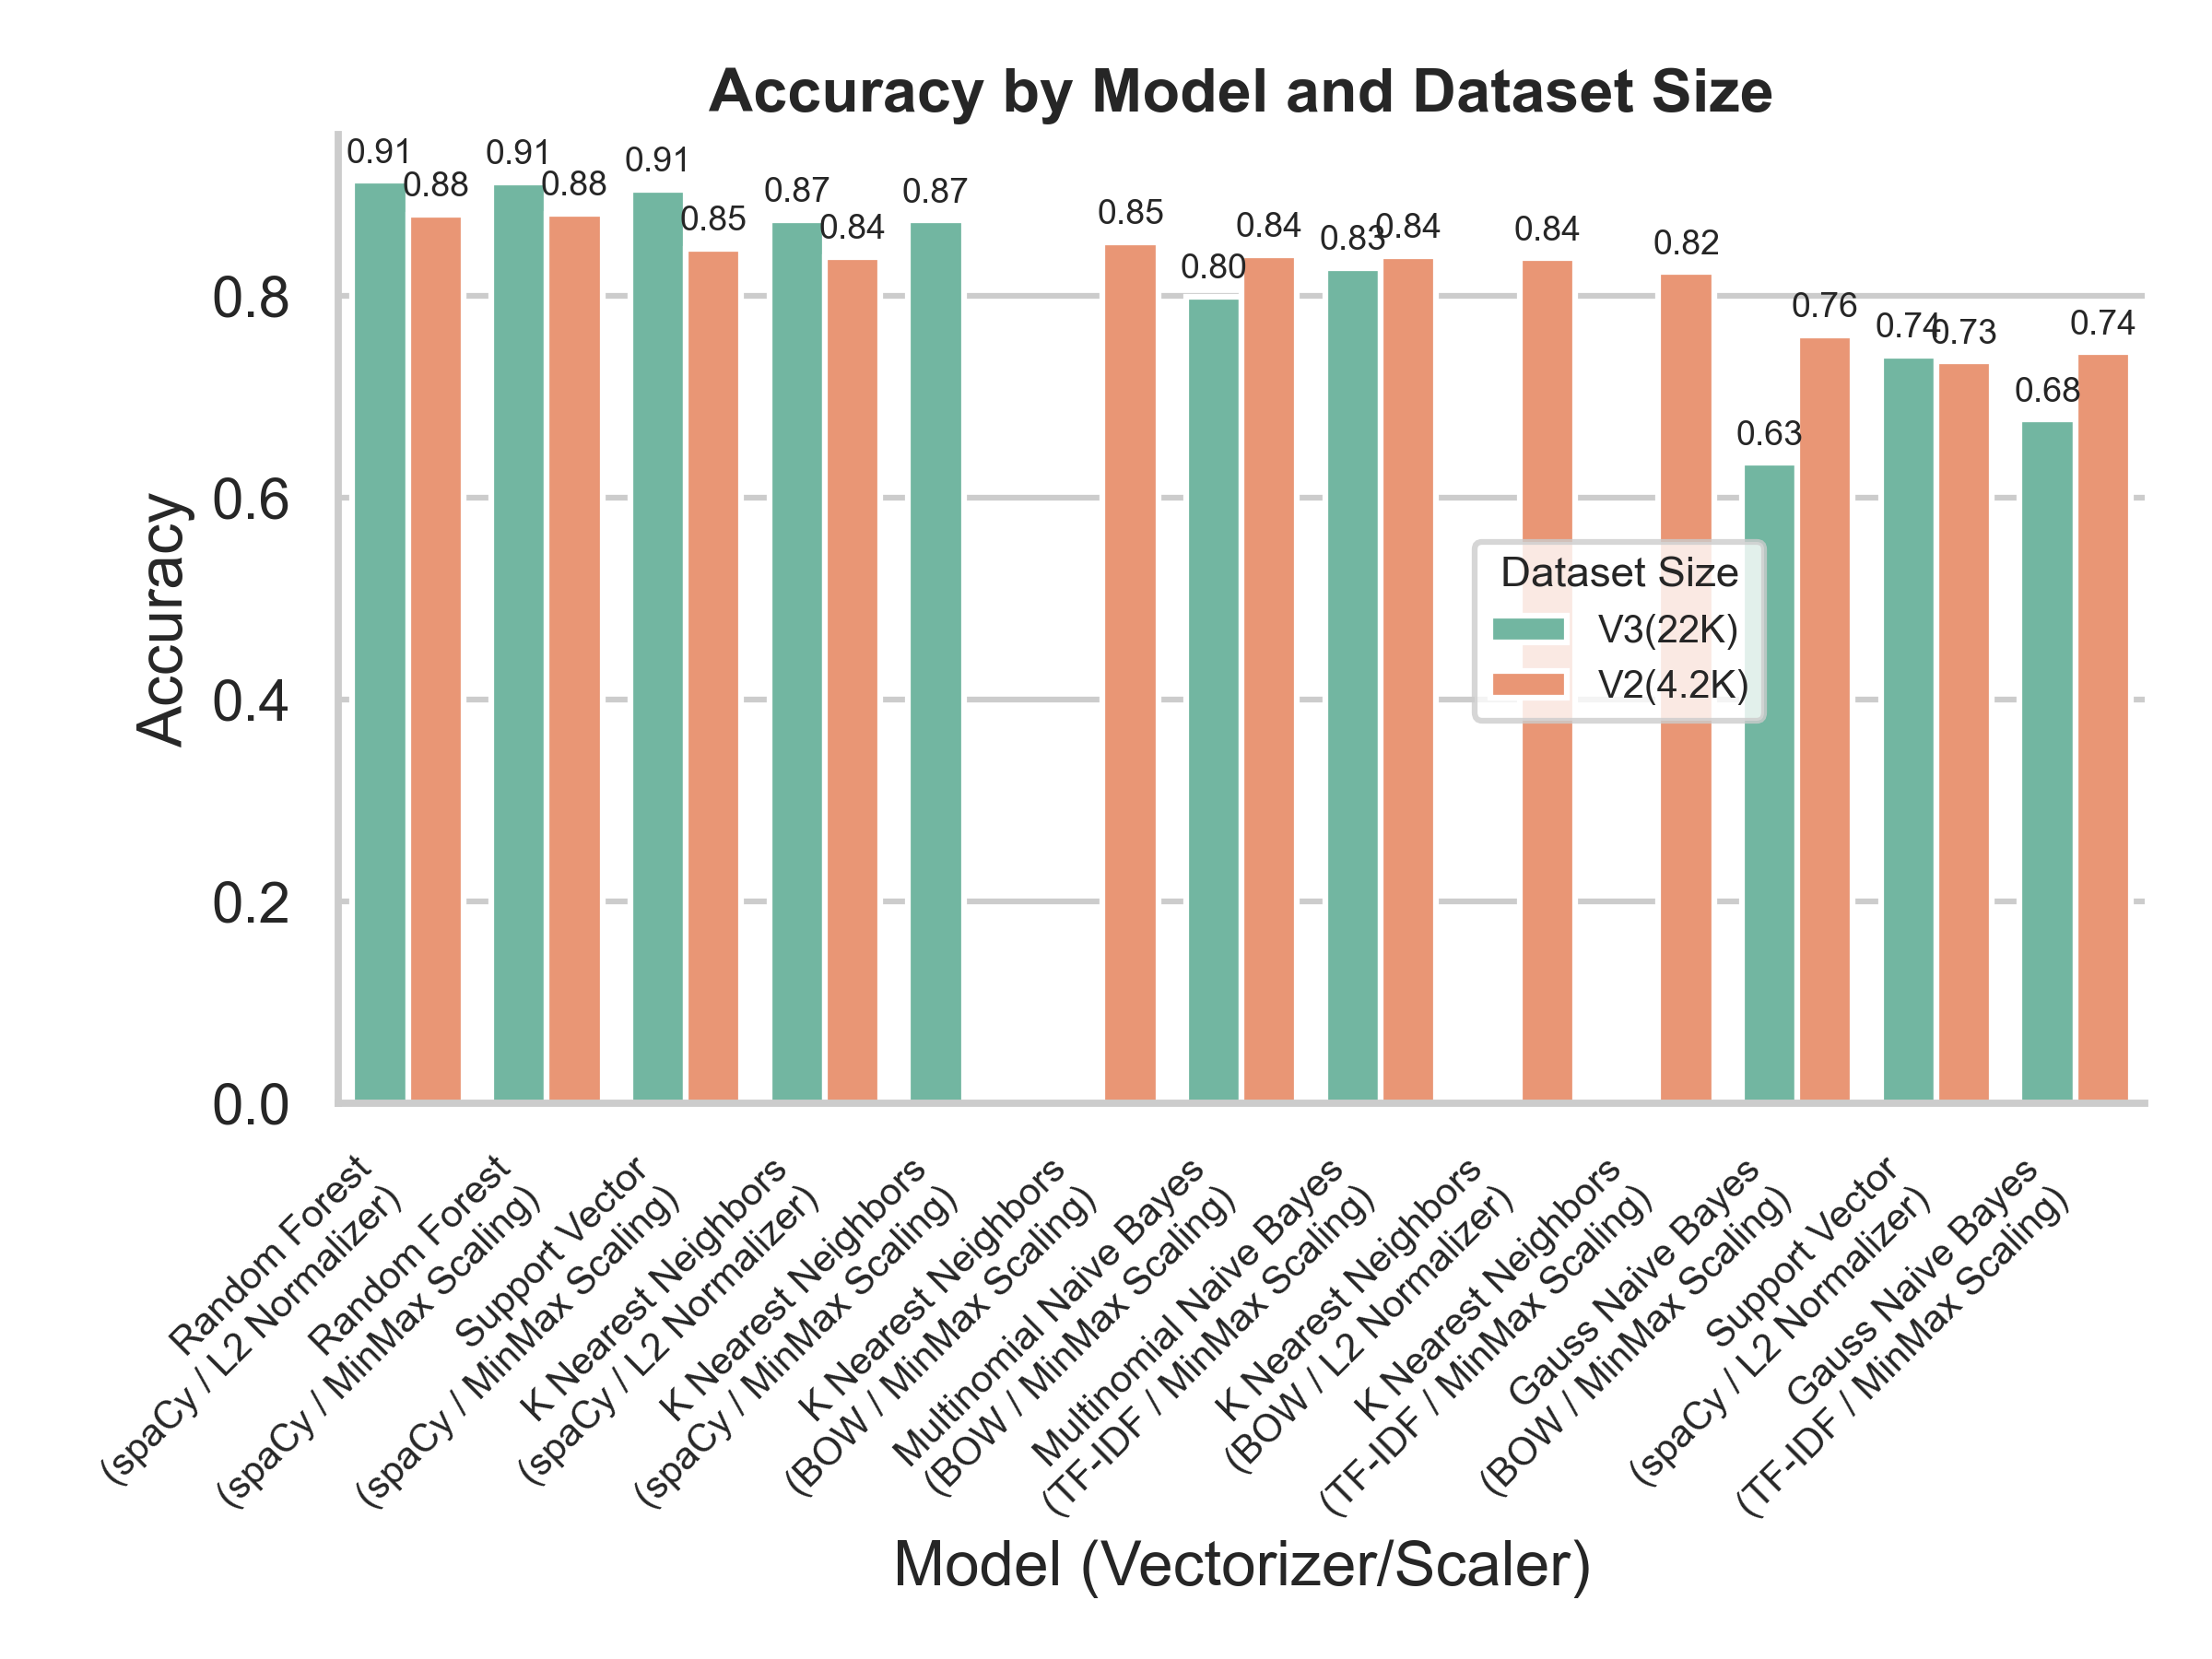 Accuracy by Model and Dataset Size
0.91
0.88
0.91
0.88
0.91
0.85
0.87
0.84
0.87
0.85
0.80
0.84
0.83
0.84
0.84
0.82
0.63
0.76
0.74
0.73
0.68
0.74
Accuracy
0.8
0.6
0.4
0.2
0.0
Dataset Size
V3(22K)
V2(4.2K)
Random Forest
(spaCy / L2 Normalizer)
Random Forest
(spaCy / MinMax Scaling)
Support Vector
(spaCy / MinMax Scaling)
K Nearest Neighbors
(spaCy / L2 Normalizer)
K Nearest Neighbors
(spaCy / MinMax Scaling)
K Nearest Neighbors
(BOW / MinMax Scaling)
Multinomial Naive Bayes
(BOW / MinMax Scaling)
Multinomial Naive Bayes
(TF-IDF / MinMax Scaling)
K Nearest Neighbors
(BOW / L2 Normalizer)
K Nearest Neighbors
(TF-IDF / MinMax Scaling)
Gauss Naive Bayes
(BOW / MinMax Scaling)
Support Vector
(spaCy / L2 Normalizer)
Gauss Naive Bayes
(TF-IDF / MinMax Scaling)
Model (Vectorizer/Scaler)